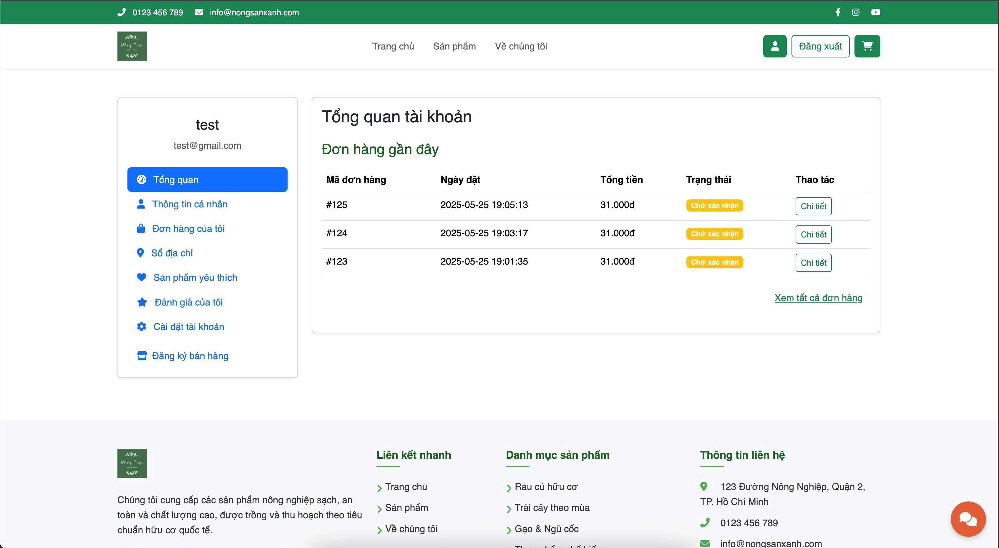 0123 456 789 info@nongsanxanh.com
Nông Trại
Trang chủ Sản phẩm Về chúng tôi Đăng xuất
test
test@gmail.com
Tổng quan
Thông tin cá nhân
Đơn hàng của tôi
Sổ địa chỉ
Sản phẩm yêu thích
Đánh giá của tôi
Cài đặt tài khoản
Đăng ký bán hàng
Tổng quan tài khoản
Đơn hàng gần đây
Mã đơn hàng Ngày đặt Tổng tiền Trạng thái Thao tác
#125 2025-05-25 19:05:13 31.000đ Chờ xác nhận Chi tiết
#124 2025-05-25 19:03:17 31.000đ Chờ xác nhận Chi tiết
#123 2025-05-25 19:01:35 31.000đ Chờ xác nhận Chi tiết
Xem tất cả đơn hàng
Nông Trại
Chúng tôi cung cấp các sản phẩm nông nghiệp sạch, an
toàn và chất lượng cao, được trồng và thu hoạch theo tiêu
chuẩn hữu cơ quốc tế.
Liên kết nhanh
Trang chủ
Sản phẩm
Về chúng tôi
Danh mục sản phẩm
Rau củ hữu cơ
Trái cây theo mùa
Gạo & Ngũ cốc
Thông tin liên hệ
123 Đường Nông Nghiệp, Quận 2,
TP. Hồ Chí Minh
0123 456 789
info@nongsanxanh.com